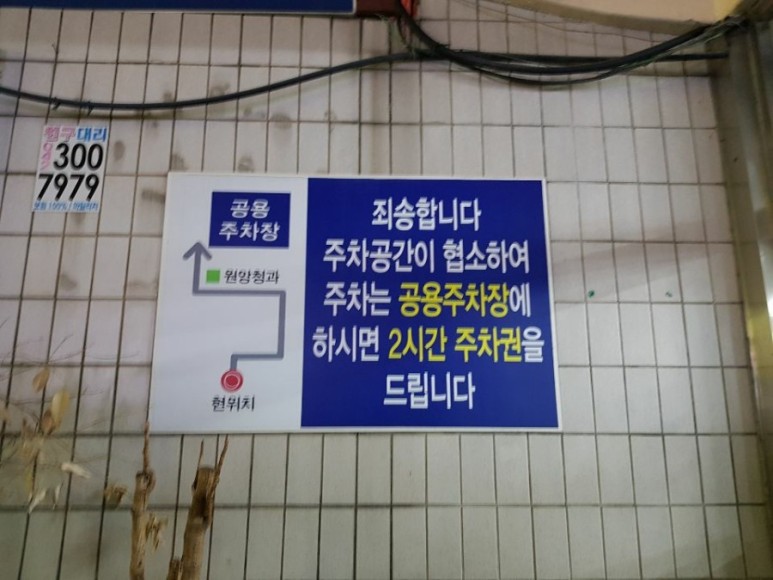 친구대리
300
7979
공용
주차장
원앙청과
현위치
죄송합니다
주차공간이 협소하여
주차는 공용주차장에
하시면 2시간 주차권을
드립니다